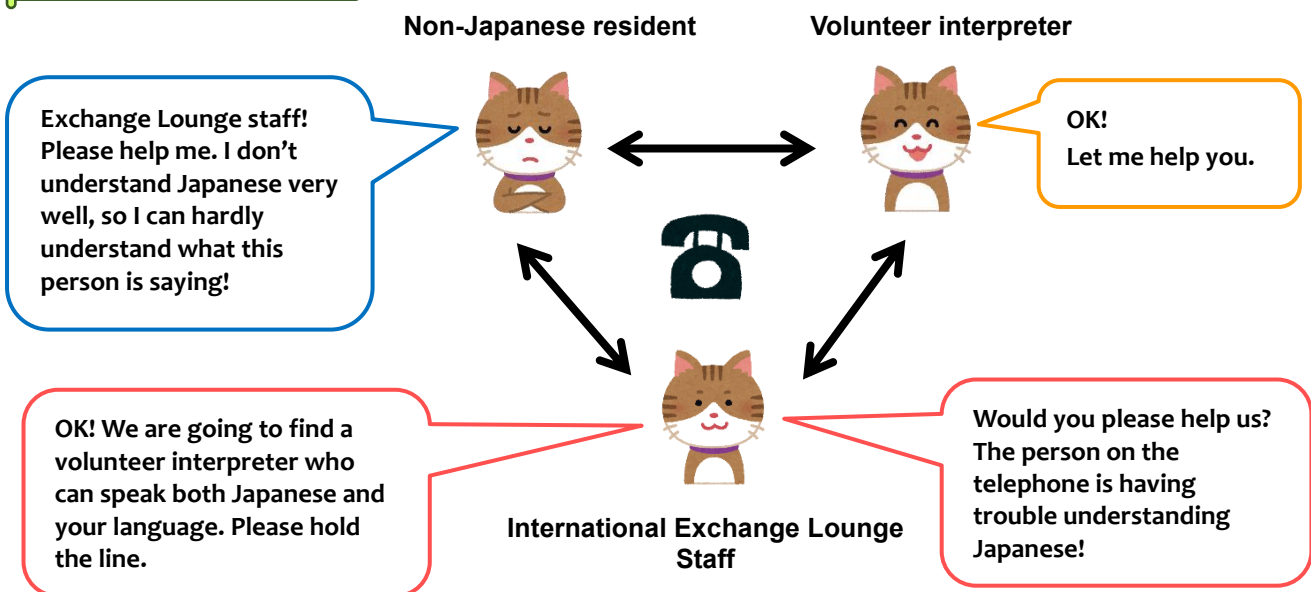 Non-Japanese resident
Volunteer interpreter
Exchange Lounge staff!
Please help me. I don’t
understand Japanese very
well, so I can hardly
understand what this
person is saying!
OK!
Let me help you.
OK! We are going to find a
volunteer interpreter who
can speak both Japanese and
your language. Please hold
the line.
Would you please help us?
The person on the
telephone is having
trouble understanding
Japanese!
International Exchange Lounge
Staff